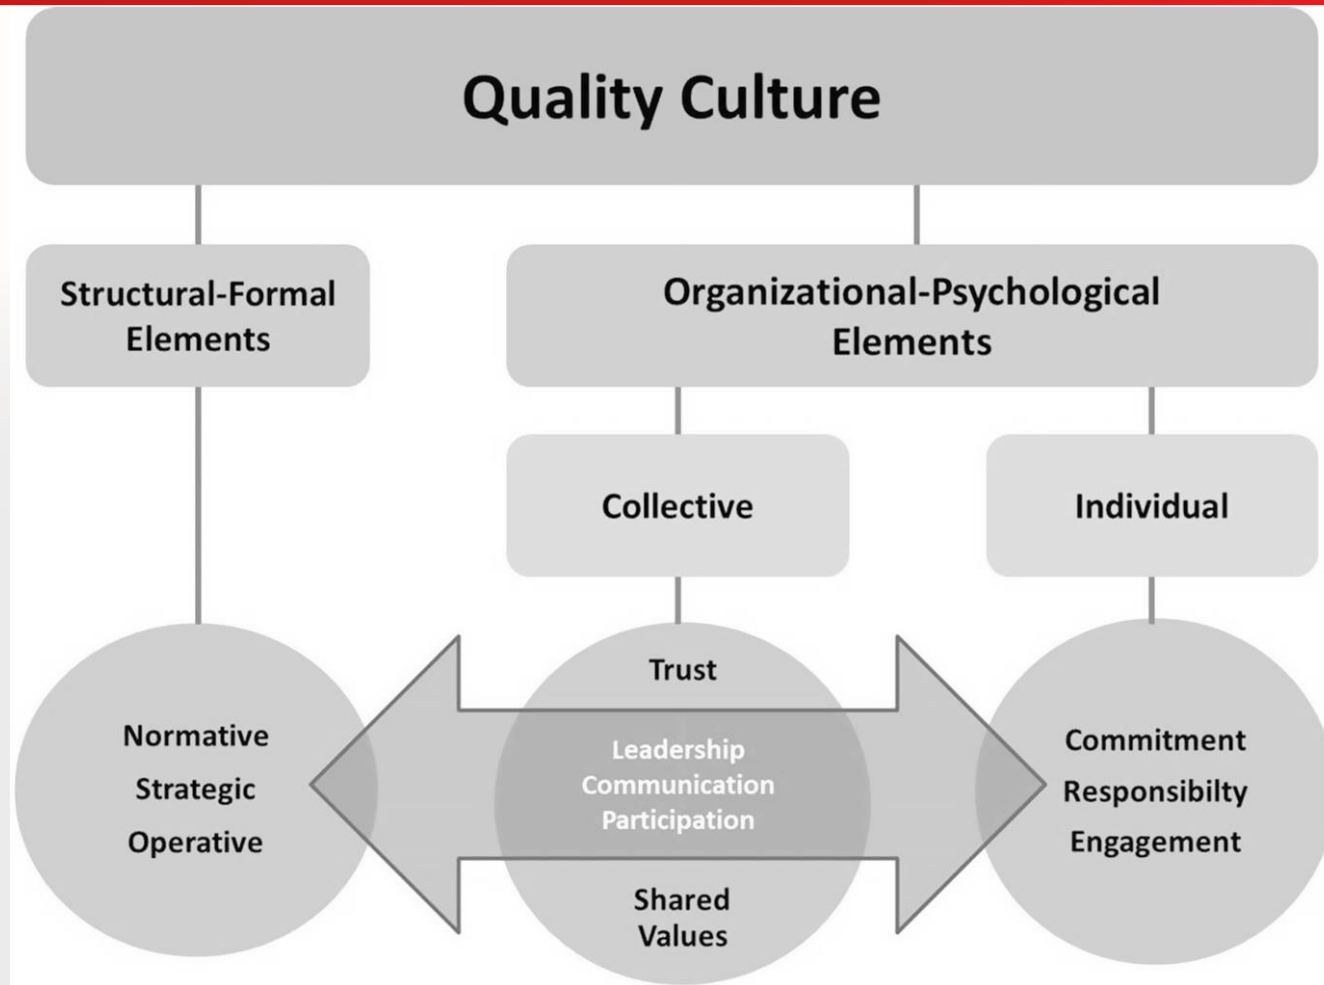 Quality Culture
Structural-Formal
Elements
Organizational-Psychological
Elements
Collective
Individual
Normative
Strategic
Operative
Trust
Leadership
Communication
Participation
Shared
Values
Commitment
Responsibilty
Engagement